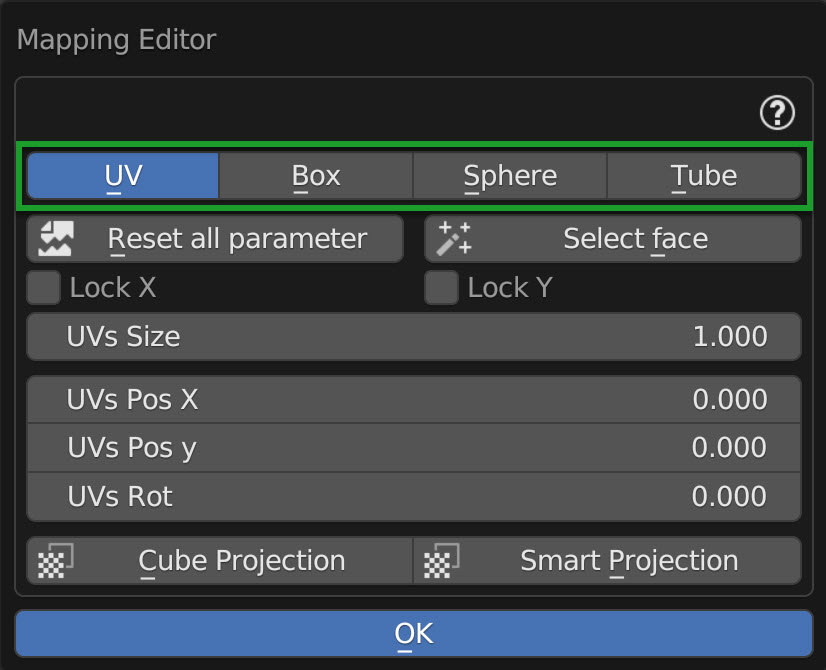 Mapping Editor
?
UV Box Sphere Tube
Reset all parameter Select face
Lock X Lock Y
UVs Size 1.000
UVs Pos X 0.000
UVs Pos y 0.000
UVs Rot 0.000
Cube Projection Smart Projection
OK